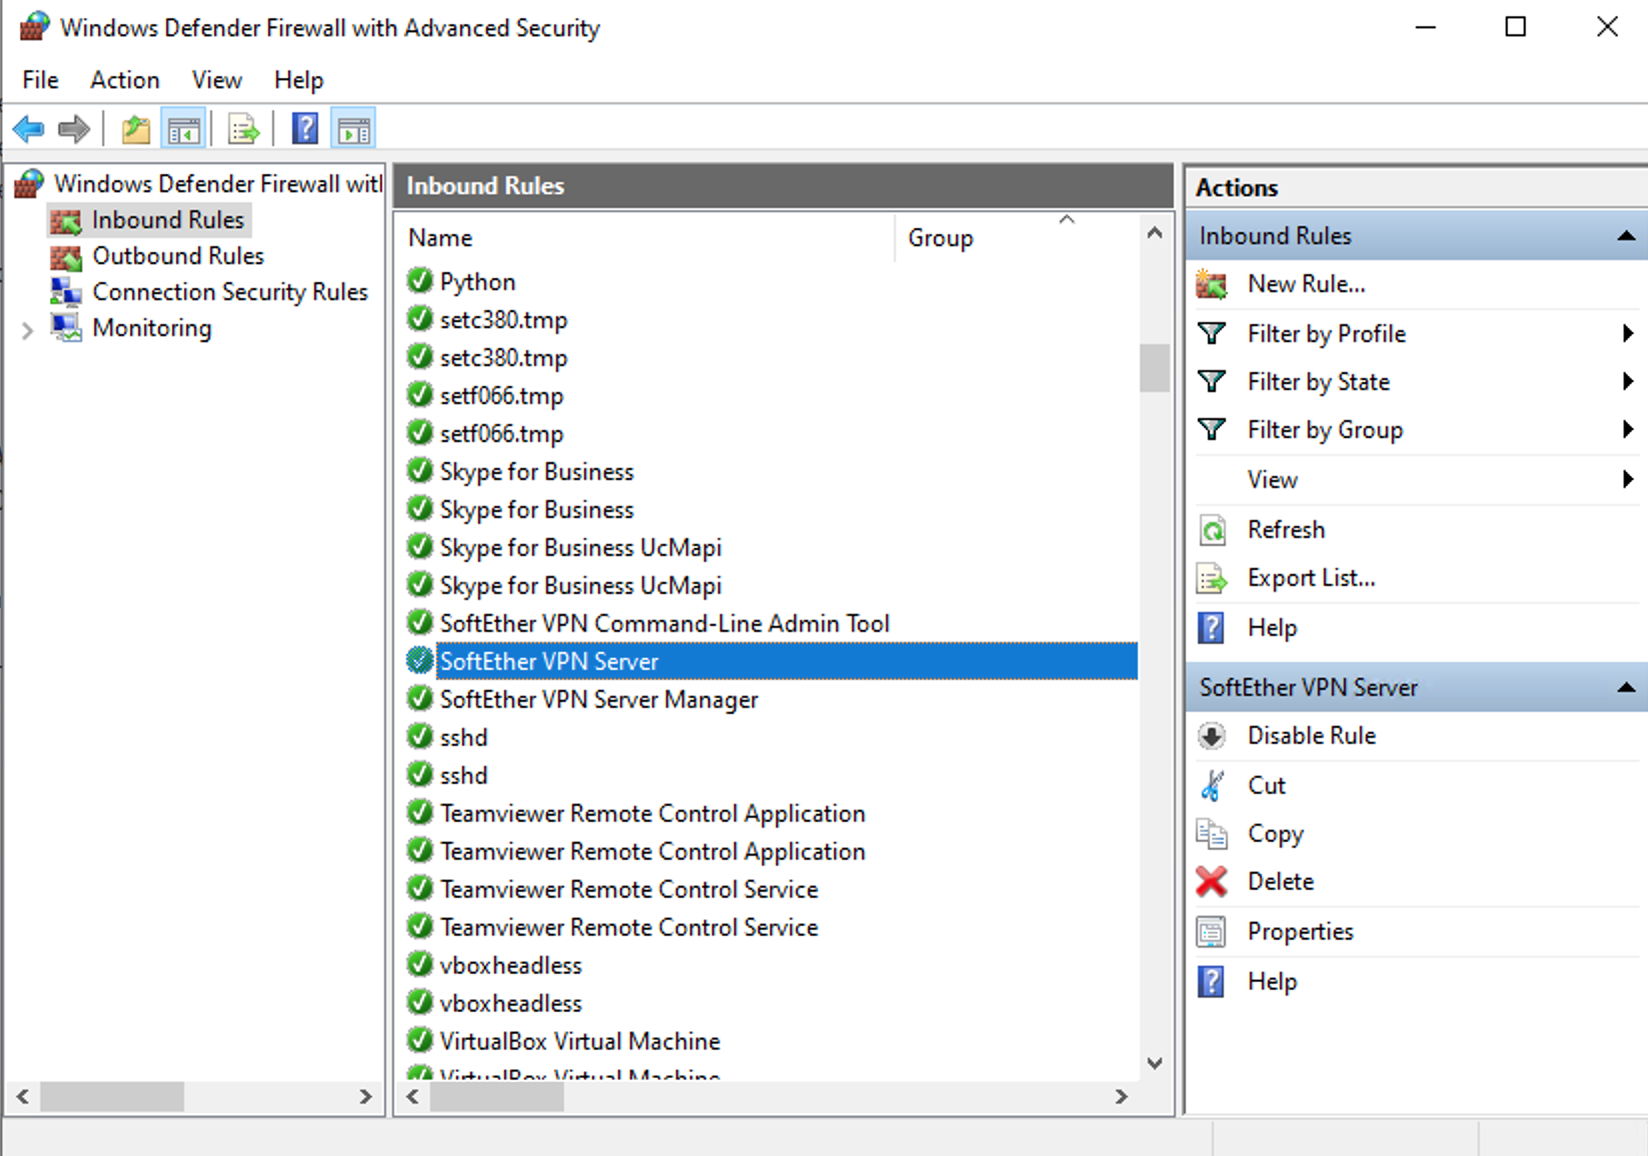 Windows Defender Firewall with Advanced Security
File Action View Help
Windows Defender Firewall with
Inbound Rules
Outbound Rules
Connection Security Rules
Monitoring
Inbound Rules
Name Group
Python
setc380.tmp
setc380.tmp
setf066.tmp
setf066.tmp
Skype for Business
Skype for Business
Skype for Business UcMapi
Skype for Business UcMapi
SoftEther VPN Command-Line Admin Tool
SoftEther VPN Server
SoftEther VPN Server Manager
sshd
sshd
Teamviewer Remote Control Application
Teamviewer Remote Control Application
Teamviewer Remote Control Service
Teamviewer Remote Control Service
vboxheadless
vboxheadless
VirtualBox Virtual Machine
VirtualBox Virtual Machine
Actions
Inbound Rules
New Rule...
Filter by Profile
Filter by State
Filter by Group
View
Refresh
Export List...
Help
SoftEther VPN Server
Disable Rule
Cut
Copy
Delete
Properties
Help